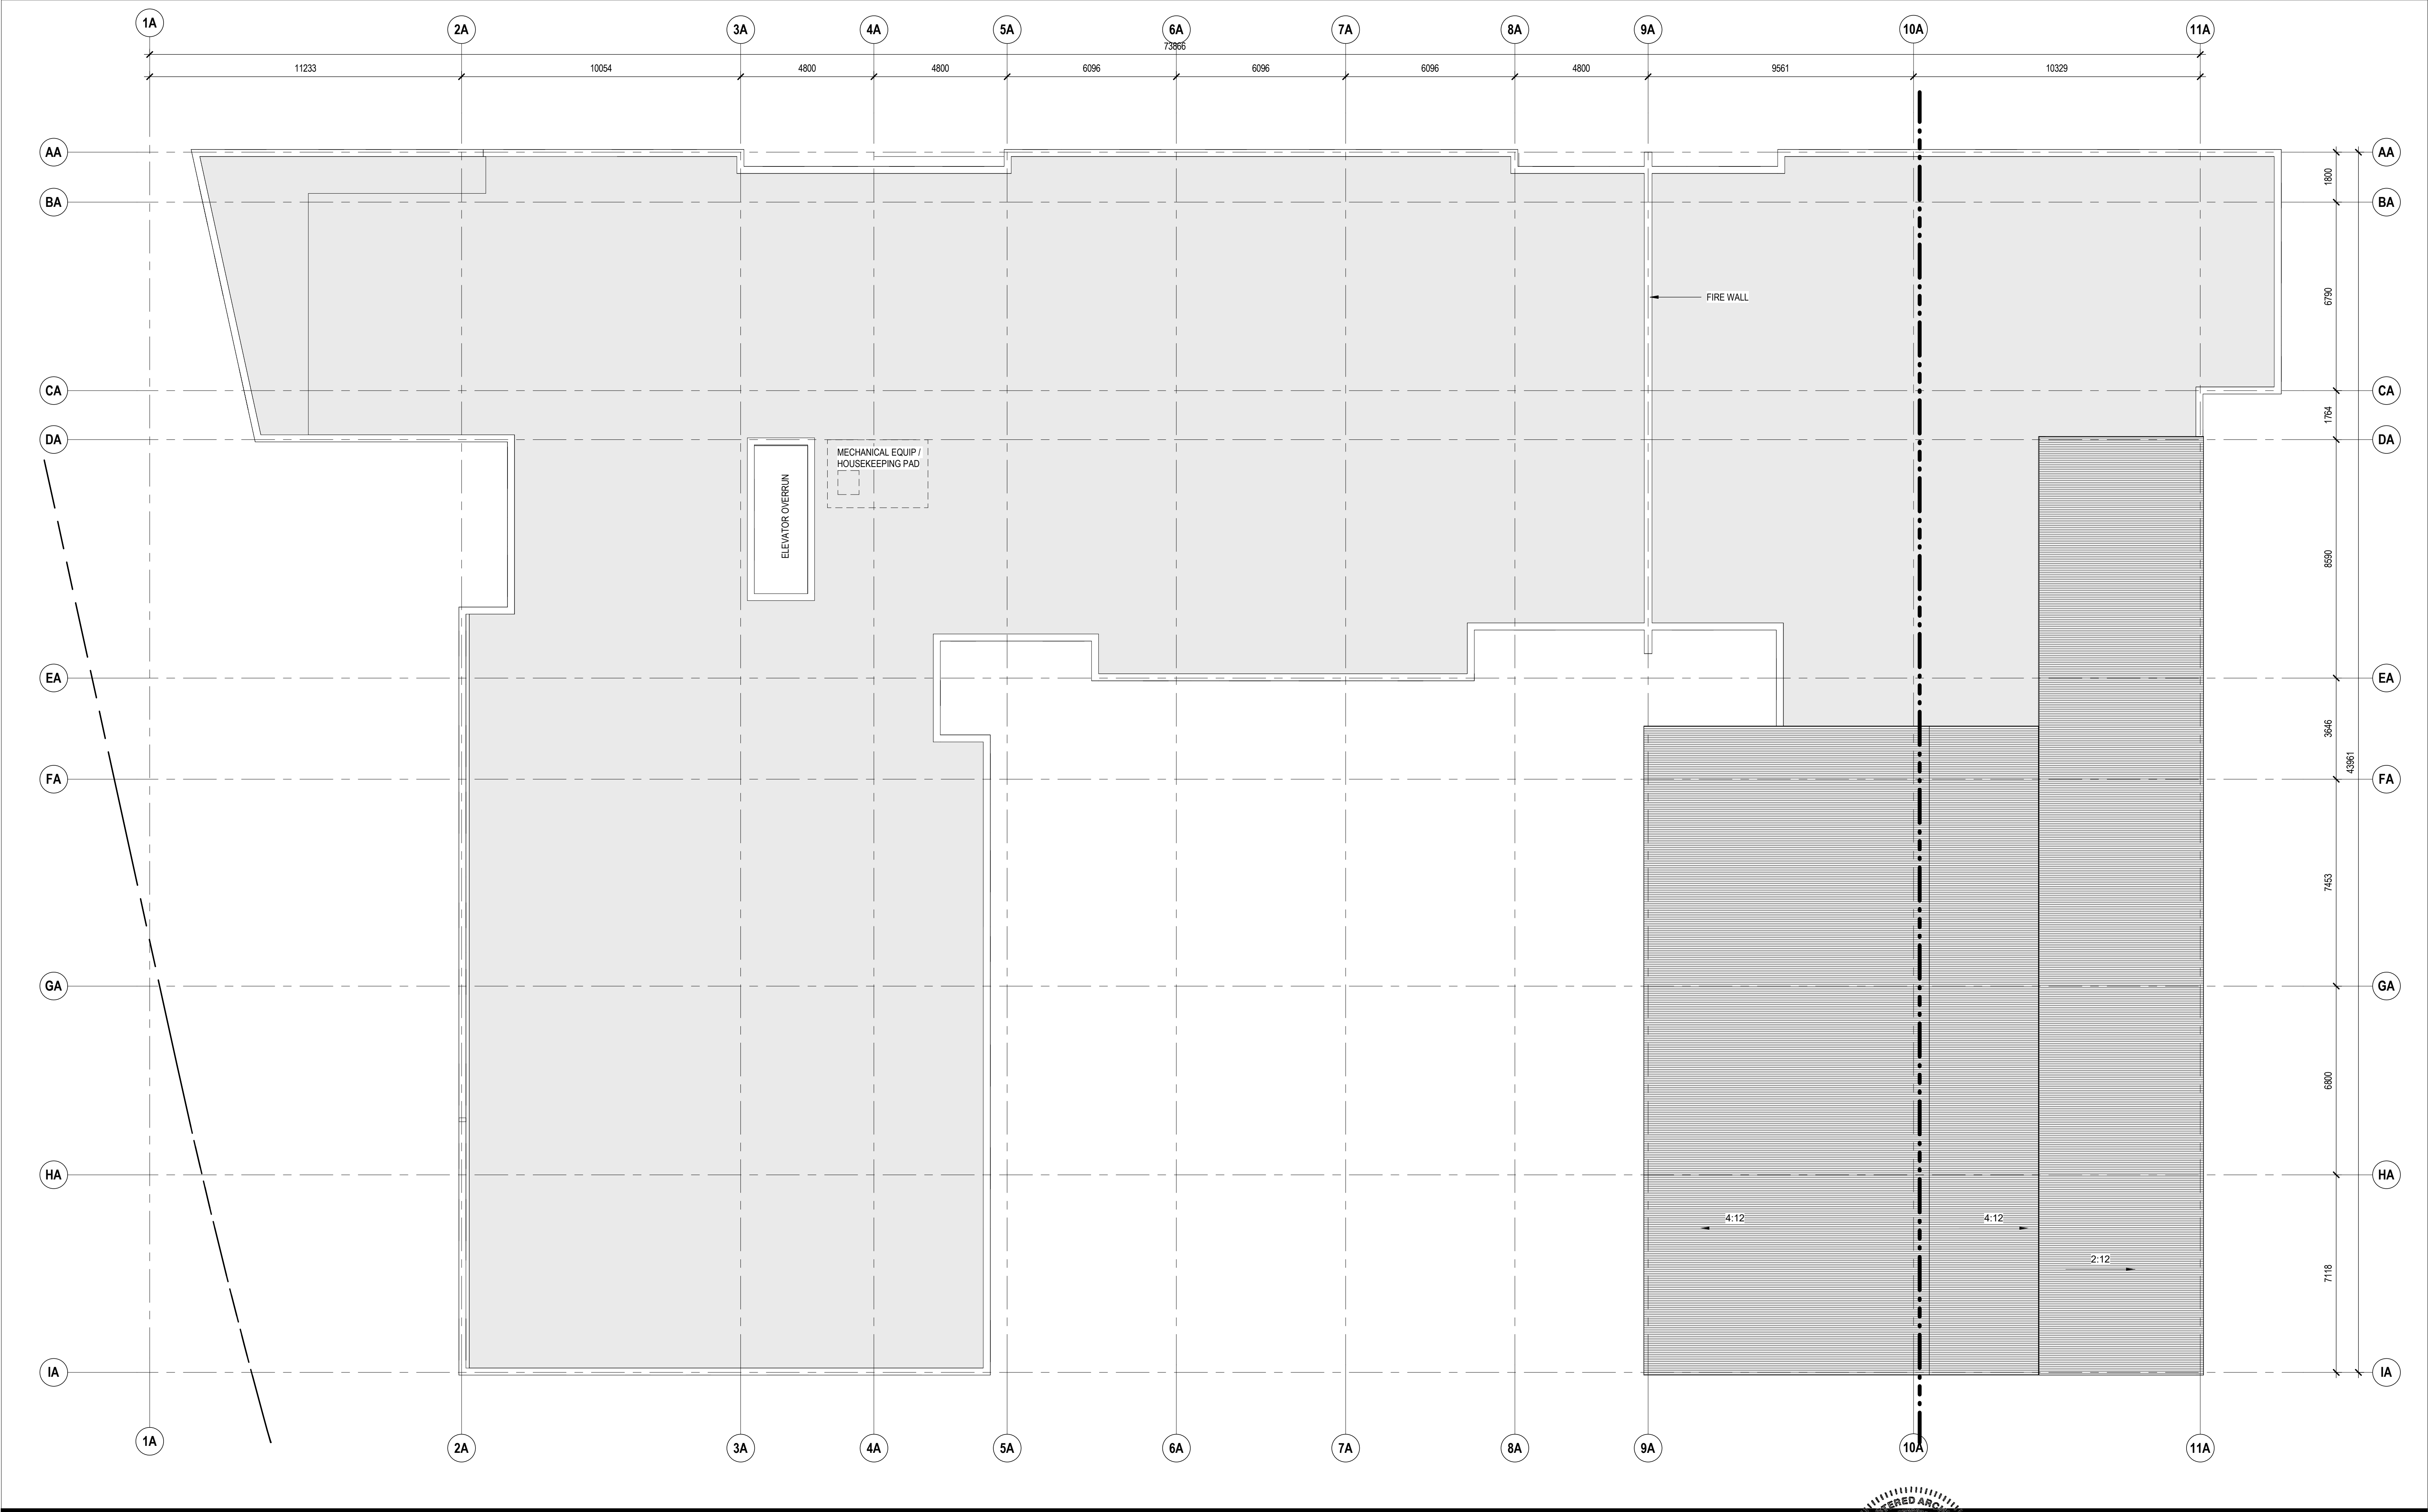 1A
2A
3A
4A
5A
6A
7A
8A
9A
10A
11A
73866
11233
10054
4800
4800
6096
6096
6096
4800
9561
10329
AA
AA
1800
BA
BA
6790
FIRE WALL
CA
CA
1764
DA
DA
MECHANICAL EQUIP /
HOUSEKEEPING PAD
ELEVATOR OVERRUN
8590
EA
EA
3646
43961
FA
FA
7453
GA
GA
6800
HA
HA
4:12
4:12
2:12
7118
IA
IA
1A
2A
3A
4A
5A
6A
7A
8A
9A
10A
11A